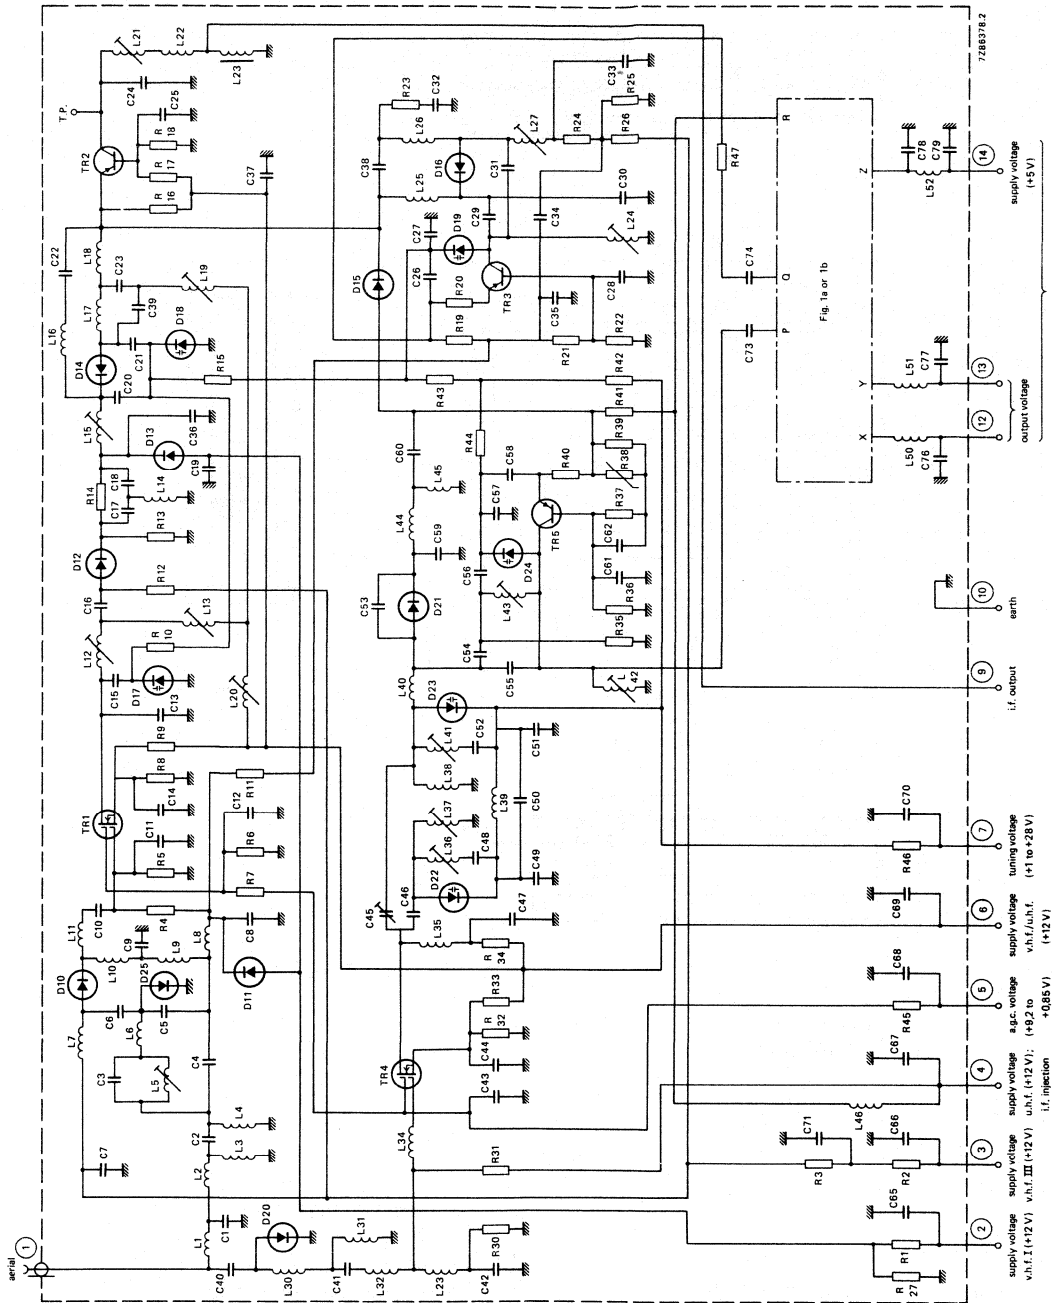 aerial
1
L1
C1
L2
C2
C7
L3
L4
C3
L5
L6
L7
C6
C5
C4
D25
D10
L10
C9
L9
L8
L11
C10
R4
C8
D11
R5
C11
C14
R8
R9
TR1
R7
R6
C12
R11
L20
C15
D17
C13
R 10
L12
L13
C16
R12
D12
R13
R14
C17
C18
L14
D13
C19
C36
L15
C20
D14
C21
L16
L17
C39
D18
R15
C22
L18
C23
L19
R 16
R 17
R 18
C37
TR2
C25
C24
T.P.
L21
L22
L23
C40
D20
L30
C41
L31
L32
L23
C42
R30
L34
R31
TR4
C43
C44
R 32
R33
R 34
L35
C47
C45
C46
D22
L36
L37
C48
C49
L38
L39
C50
L41
C52
C51
D23
L40
C54
C55
L 42
C53
D21
L43
C56
D24
R35
R36
C61
C62
TR5
C57
C58
C59
L44
L45
C60
R44
R40
R37
R38
R39
R41
R42
R43
D15
R19
R20
C26
C27
D19
TR3
C35
R21
R22
C28
C29
C34
L24
C30
L25
C38
D16
C31
L26
R23
C32
L27
R24
R26
R25
C33
R47
C74
C73
P
Q
R
Fig. 1a or 1b
X
Y
Z
L50
C76
L51
C77
L52
C78
C79
R 27
R1
C65
R2
C66
R3
C71
L46
C67
R45
C68
C69
R46
C70
2
supply voltage
v.h.f. I (+12 V)
3
supply voltage
v.h.f. III (+12 V)
4
supply voltage
u.h.f. (+12 V);
i.f. injection
5
a.g.c. voltage
(+9,2 to
+0,85 V)
6
supply voltage
v.h.f./u.h.f.
(+12 V)
7
tuning voltage
(+1 to +28 V)
9
i.f. output
10
earth
12
13
output voltage
14
supply voltage
(+5 V)
7Z86378.2